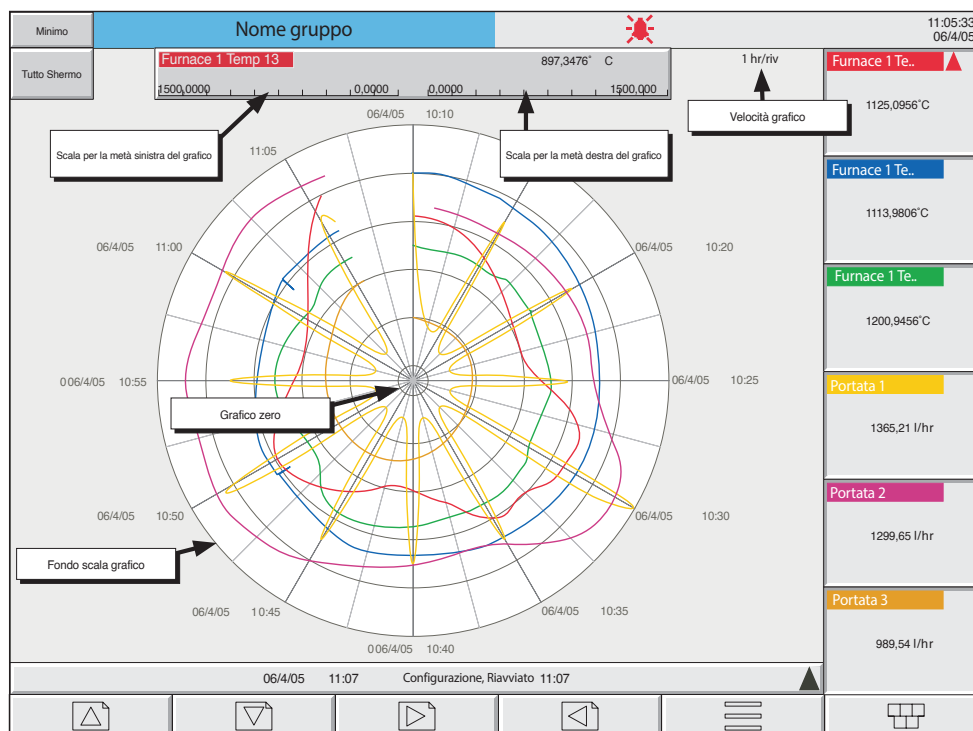 Minimo
Nome gruppo
11:05:33
06/4/05
Tutto Shermo
Furnace 1 Temp 13
897,3476° C
1500,0000 0,0000 0,0000 1500,000
1 hr/riv
Velocità grafico
Scala per la metà sinistra del grafico
Scala per la metà destra del grafico
06/4/05 10:10
11:05
06/4/05 11:00
06/4/05 10:20
0 06/4/05 10:55
06/4/05 10:25
Grafico zero
06/4/05 10:50
06/4/05 10:30
Fondo scala grafico
06/4/05 10:45
06/4/05 10:35
0 06/4/05 10:40
Furnace 1 Te..
1125,0956°C
Furnace 1 Te..
1113,9806°C
Furnace 1 Te..
1200,9456°C
Portata 1
1365,21 l/hr
Portata 2
1299,65 l/hr
Portata 3
989,54 l/hr
06/4/05 11:07 Configurazione, Riavviato 11:07